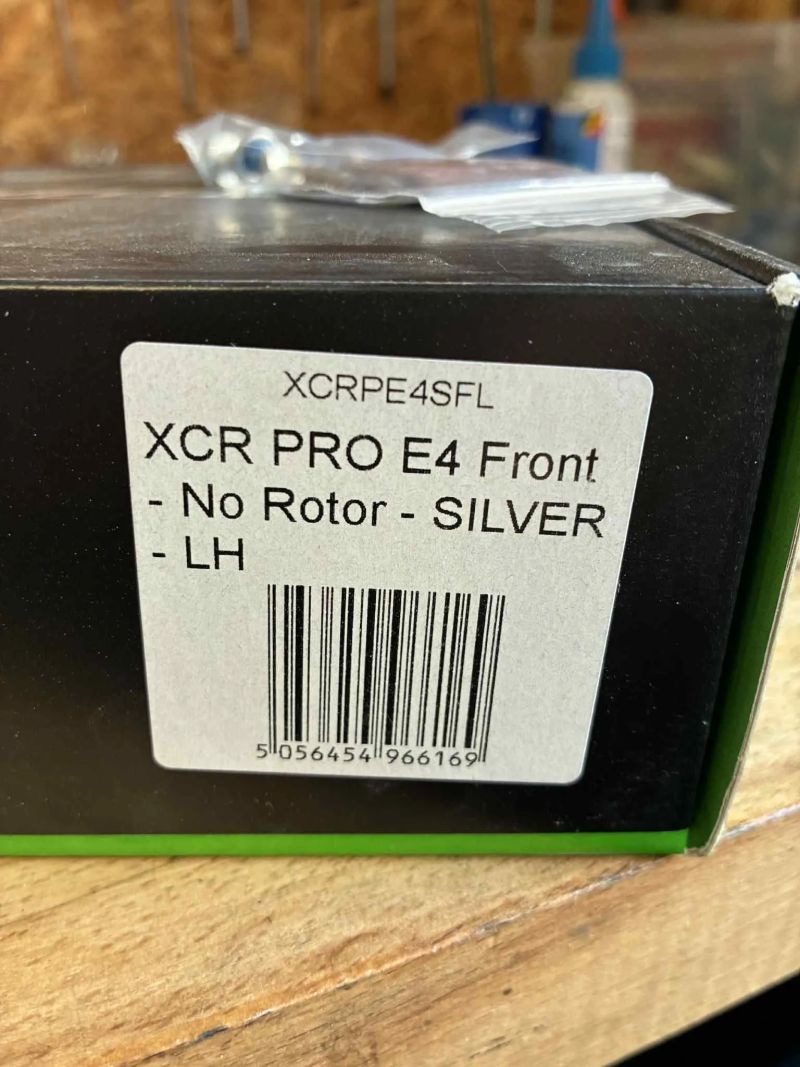 XCRPE4SFL
XCR PRO E4 Front
- No Rotor - SILVER
- LH
5 056454 966169